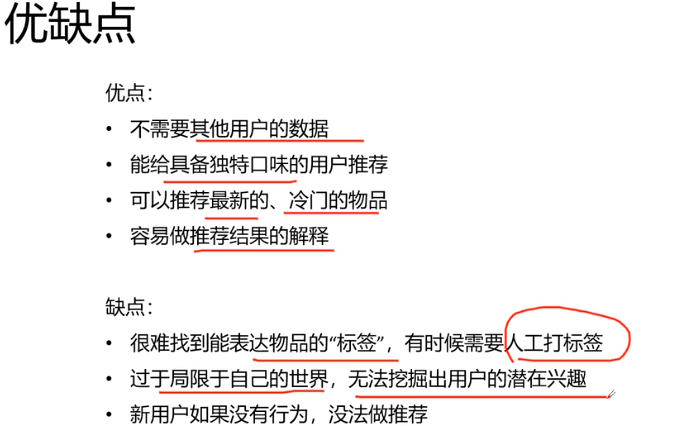 优缺点
优点：
• 不需要其他用户的数据
• 能给具备独特口味的用户推荐
• 可以推荐最新的、冷门的物品
• 容易做推荐结果的解释
缺点：
• 很难找到能表达物品的“标签”，有时候需要人工打标签
• 过于局限于自己的世界，无法挖掘出用户的潜在兴趣
• 新用户如果没有行为，没法做推荐